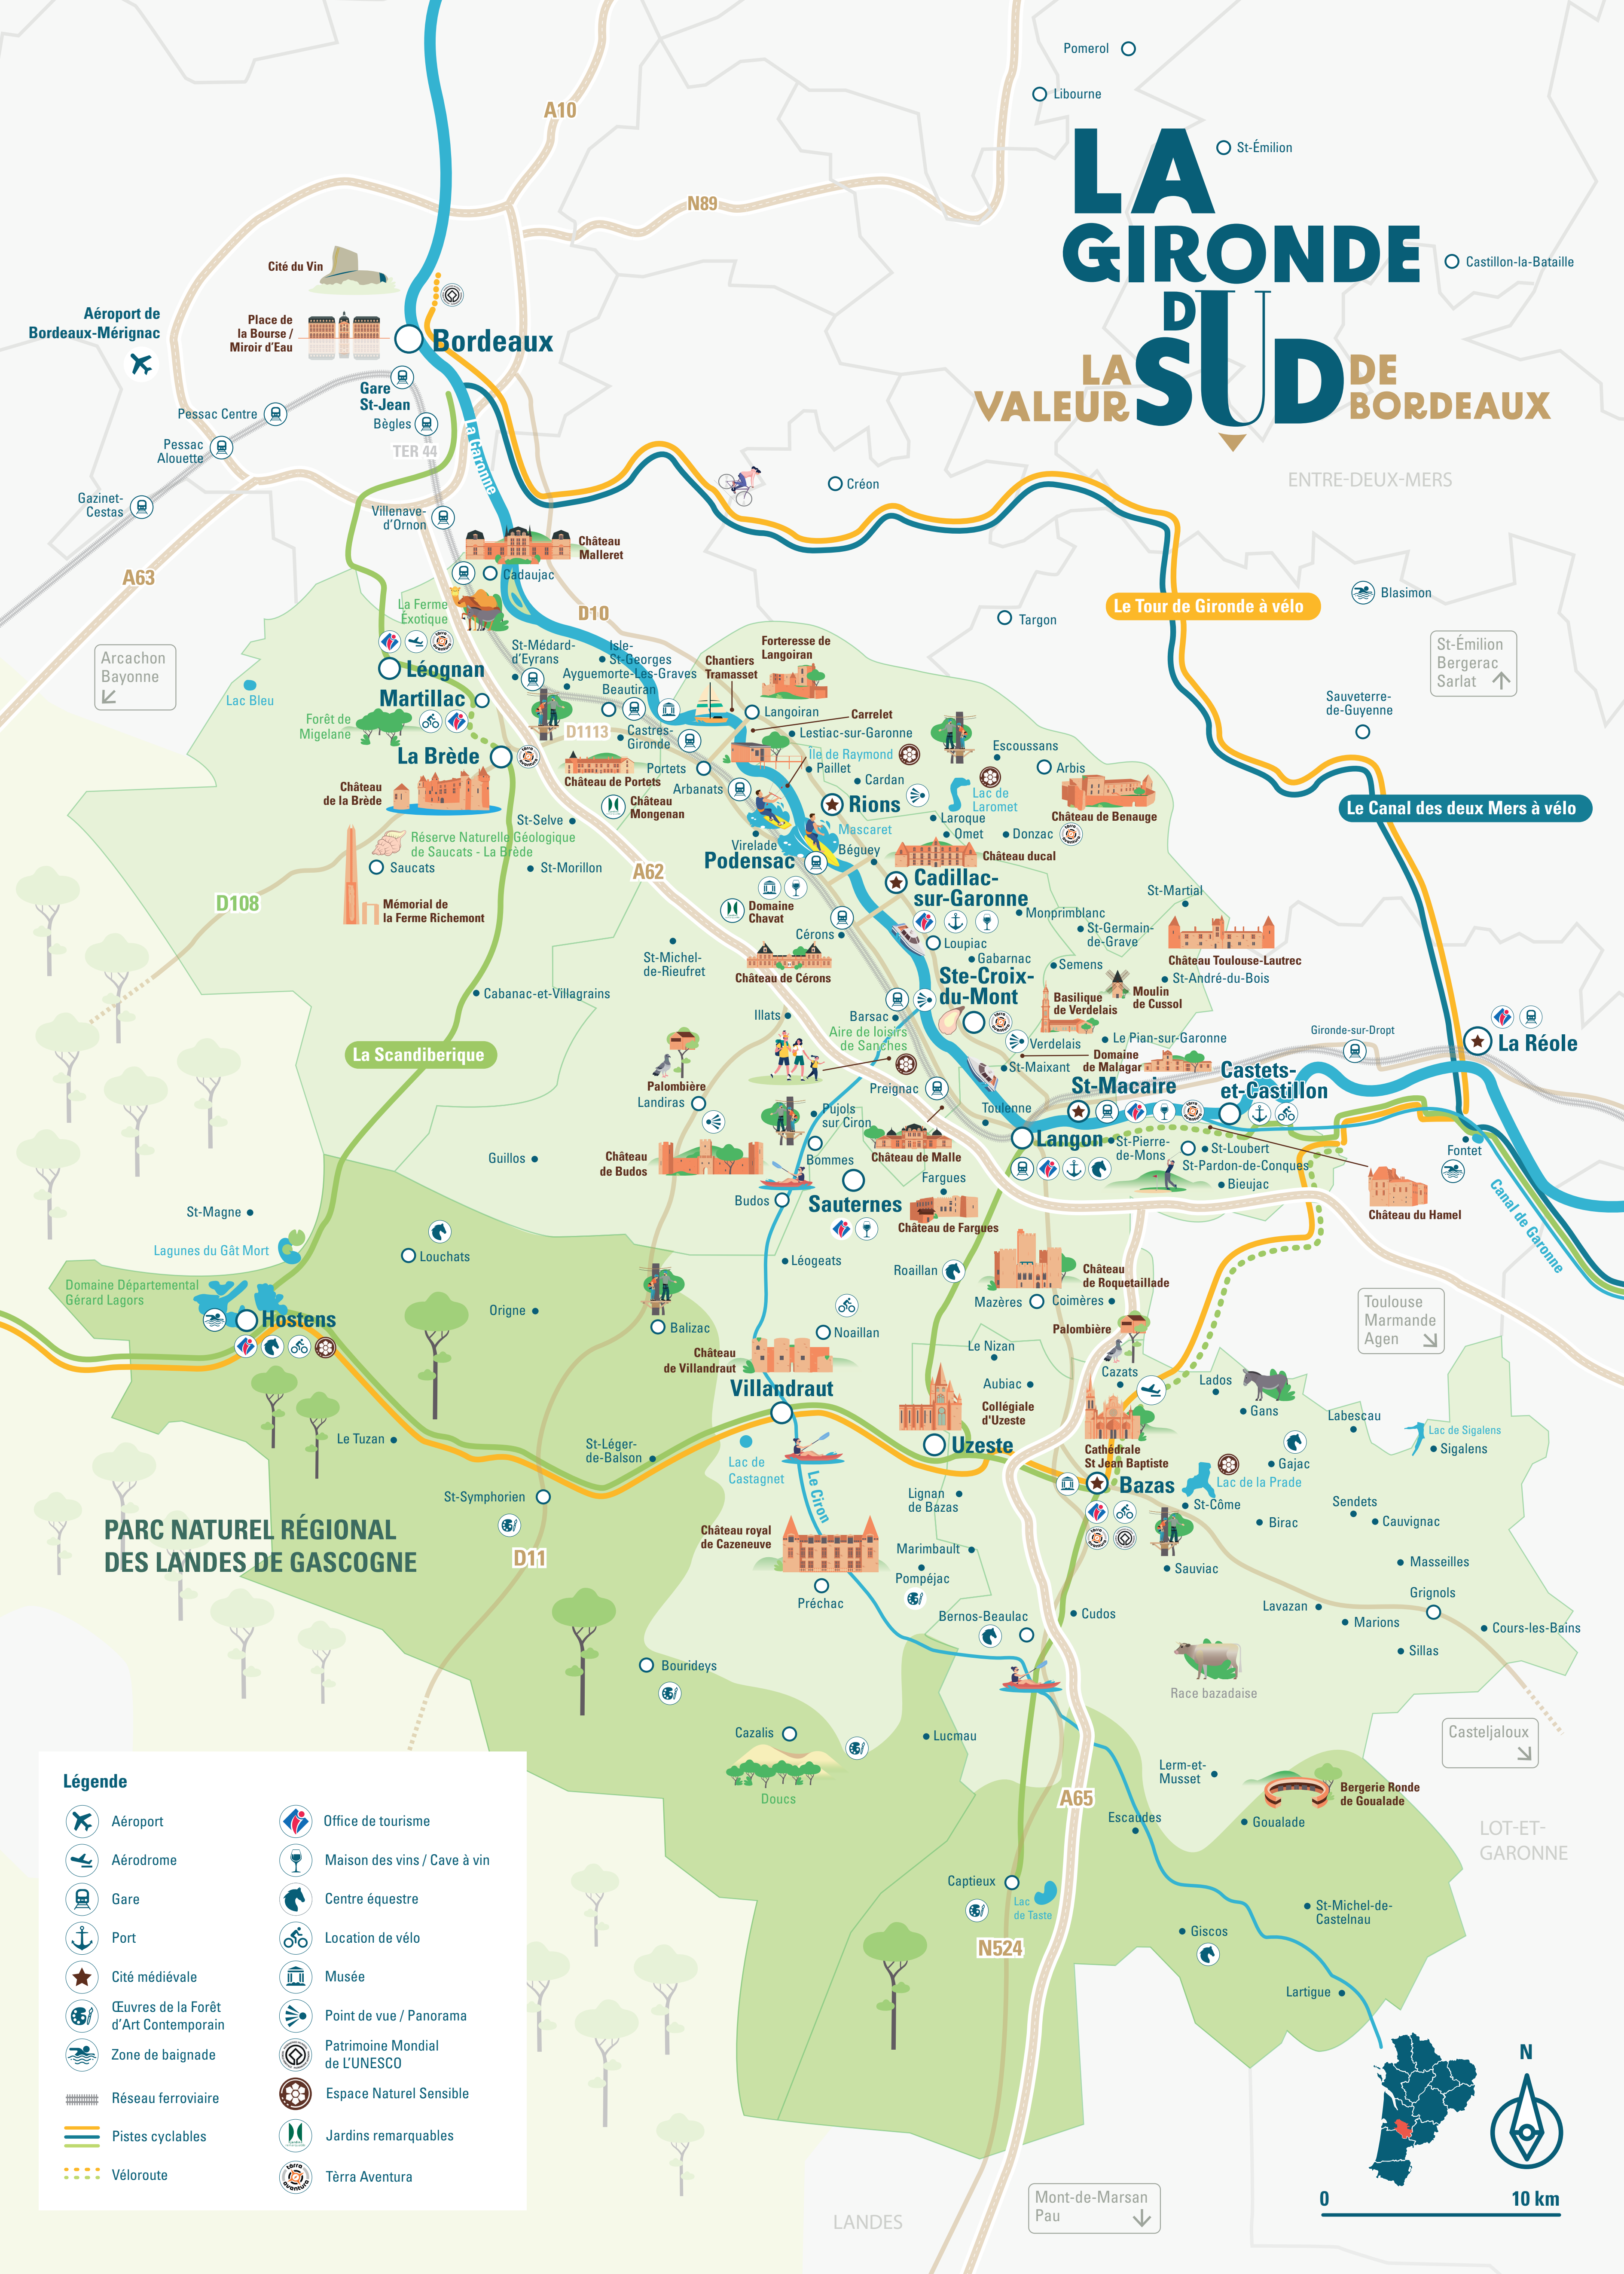 Pomerol
Libourne
St-Émilion
Castillon-la-Bataille
LA
GIRONDE
DU
SUD
LA
VALEUR
DE
BORDEAUX
A10
N89
Cité du Vin
Aéroport de
Bordeaux-Mérignac
Place de
la Bourse /
Miroir d'Eau
Bordeaux
Gare
St-Jean
Bègles
Pessac Centre
Pessac
Alouette
TER 44
La Garonne
Gazinet-
Cestas
Villenave-
d'Ornon
A63
Créon
ENTRE-DEUX-MERS
Château
Malleret
Cadaujac
D10
La Ferme
Éxotique
Le Tour de Gironde à vélo
Blasimon
Targon
Arcachon
Bayonne
St-Émilion
Bergerac
Sarlat
Sauveterre-
de-Guyenne
Léognan
Martillac
Lac Bleu
Forêt de
Migelane
St-Médard-
d'Eyrans
Isle-
St-Georges
Ayguemorte-Les-Graves
Beautiran
Chantiers
Tramasset
Forteresse de
Langoiran
Langoiran
Carrelet
Lestiac-sur-Garonne
D1113
Castres-
Gironde
Île de Raymond
Paillet
Cardan
Escoussans
Arbis
La Brède
Château
de la Brède
Château de Portets
Portets
Arbanats
Château
Mongenan
Rions
Lac de
Laromet
Château de Benauge
Le Canal des deux Mers à vélo
St-Selve
Réserve Naturelle Géologique
de Saucats - La Brède
Saucats
St-Morillon
Virelade
Mascaret
Laroque
Omet
Donzac
Podensac
Béguey
Château ducal
A62
D108
Mémorial de
la Ferme Richemont
Cadillac-
sur-Garonne
Domaine
Chavat
Monprimblanc
St-Martial
St-Germain-
de-Grave
Cérons
Loupiac
Gabarnac
Château Toulouse-Lautrec
St-Michel-
de-Rieufret
Château de Cérons
Semens
St-André-du-Bois
Ste-Croix-
du-Mont
Moulin
de Cussol
Basilique
de Verdelais
Cabanac-et-Villagrains
Illats
Barsac
Aire de loisirs
de Sanches
Verdelais
Le Pian-sur-Garonne
Gironde-sur-Dropt
La Réole
Domaine
de Malagar
La Scandiberique
St-Maixant
Castets-
et-Castillon
Palombière
Preignac
St-Macaire
Landiras
Pujols
sur Ciron
Toulenne
Langon
St-Pierre-
de-Mons
St-Loubert
Fontet
Guillos
Château
de Budos
Bommes
Château de Malle
St-Pardon-de-Conques
Bieujac
Fargues
Budos
Sauternes
Château de Fargues
Château du Hamel
Canal de Garonne
St-Magne
Lagunes du Gât Mort
Louchats
Léogeats
Roaillan
Château
de Roquetaillade
Domaine Départemental
Gérard Lagors
Hostens
Origne
Balizac
Noaillan
Mazères
Coimères
Toulouse
Marmande
Agen
Palombière
Château
de Villandraut
Le Nizan
Cazats
Villandraut
Aubiac
Lados
Gans
Collégiale
d'Uzeste
Labescau
Lac de Sigalens
Sigalens
Le Tuzan
St-Léger-
de-Balson
Uzeste
Cathédrale
St Jean Baptiste
Gajac
Lac de
Castagnet
Le Ciron
Bazas
Lac de la Prade
St-Symphorien
Lignan
de Bazas
St-Côme
Sendets
Cauvignac
Birac
PARC NATUREL RÉGIONAL
DES LANDES DE GASCOGNE
D11
Château royal
de Cazeneuve
Marimbault
Pompéjac
Sauviac
Masseilles
Préchac
Grignols
Bernos-Beaulac
Cudos
Lavazan
Marions
Cours-les-Bains
Sillas
Bourideys
Race bazadaise
Cazalis
Lucmau
Casteljaloux
Doucs
Lerm-et-
Musset
Bergerie Ronde
de Goualade
A65
Escaudes
Goualade
LOT-ET-
GARONNE
Captieux
Lac
de Taste
St-Michel-de-
Castelnau
Giscos
N524
Lartigue
Légende
Aéroport
Aérodrome
Gare
Port
Cité médiévale
Œuvres de la Forêt
d'Art Contemporain
Zone de baignade
Réseau ferroviaire
Pistes cyclables
Véloroute
Office de tourisme
Maison des vins / Cave à vin
Centre équestre
Location de vélo
Musée
Point de vue / Panorama
Patrimoine Mondial
de L'UNESCO
Espace Naturel Sensible
Jardins remarquables
Tèrra Aventura
N
0 10 km
Mont-de-Marsan
Pau
LANDES